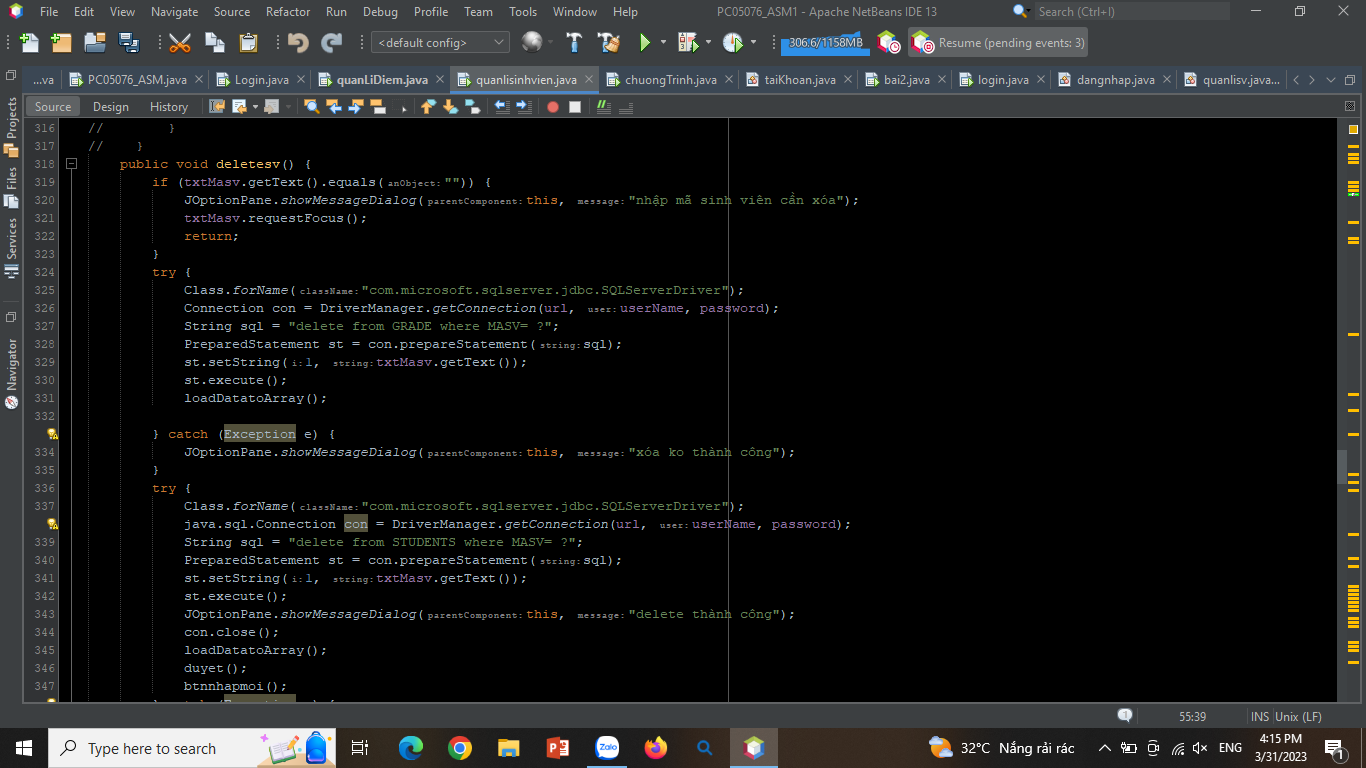 File Edit View Navigate Source Refactor Run Debug Profile Team Tools Window Help PC05076_ASM1 - Apache NetBeans IDE 13 Search (Ctrl+I)
<default config> 306.6/1158MB Resume (pending events: 3)
...va PC05076_ASM.java Login.java quanLiDiem.java quanlisinhvien.java chuongTrinh.java taiKhoan.java bai2.java login.java dangnhap.java quanlisv.java...
Source Design History
Projects
Files
Services
Navigator
316 // }
317 // }
318 public void deletesv() {
319 if (txtMasv.getText().equals(anObject: "")) {
320 JOptionPane.showMessageDialog(parentComponent: this, message: "nhập mã sinh viên cần xóa");
321 txtMasv.requestFocus();
322 return;
323 }
324 try {
325 Class.forName(className: "com.microsoft.sqlserver.jdbc.SQLServerDriver");
326 Connection con = DriverManager.getConnection(url, user: userName, password);
327 String sql = "delete from GRADE where MASV= ?";
328 PreparedStatement st = con.prepareStatement(string: sql);
329 st.setString(i: 1, string: txtMasv.getText());
330 st.execute();
331 loadDatatoArray();
332
} catch (Exception e) {
334 JOptionPane.showMessageDialog(parentComponent: this, message: "xóa ko thành công");
335 }
336 try {
337 Class.forName(className: "com.microsoft.sqlserver.jdbc.SQLServerDriver");
java.sql.Connection con = DriverManager.getConnection(url, user: userName, password);
339 String sql = "delete from STUDENTS where MASV= ?";
340 PreparedStatement st = con.prepareStatement(string: sql);
341 st.setString(i: 1, string: txtMasv.getText());
342 st.execute();
343 JOptionPane.showMessageDialog(parentComponent: this, message: "delete thành công");
344 con.close();
345 loadDatatoArray();
346 duyet();
347 btnnhapmoi();
1 55:39 INS Unix (LF)
Type here to search 32°C Nắng rải rác ENG 4:15 PM
3/31/2023 1